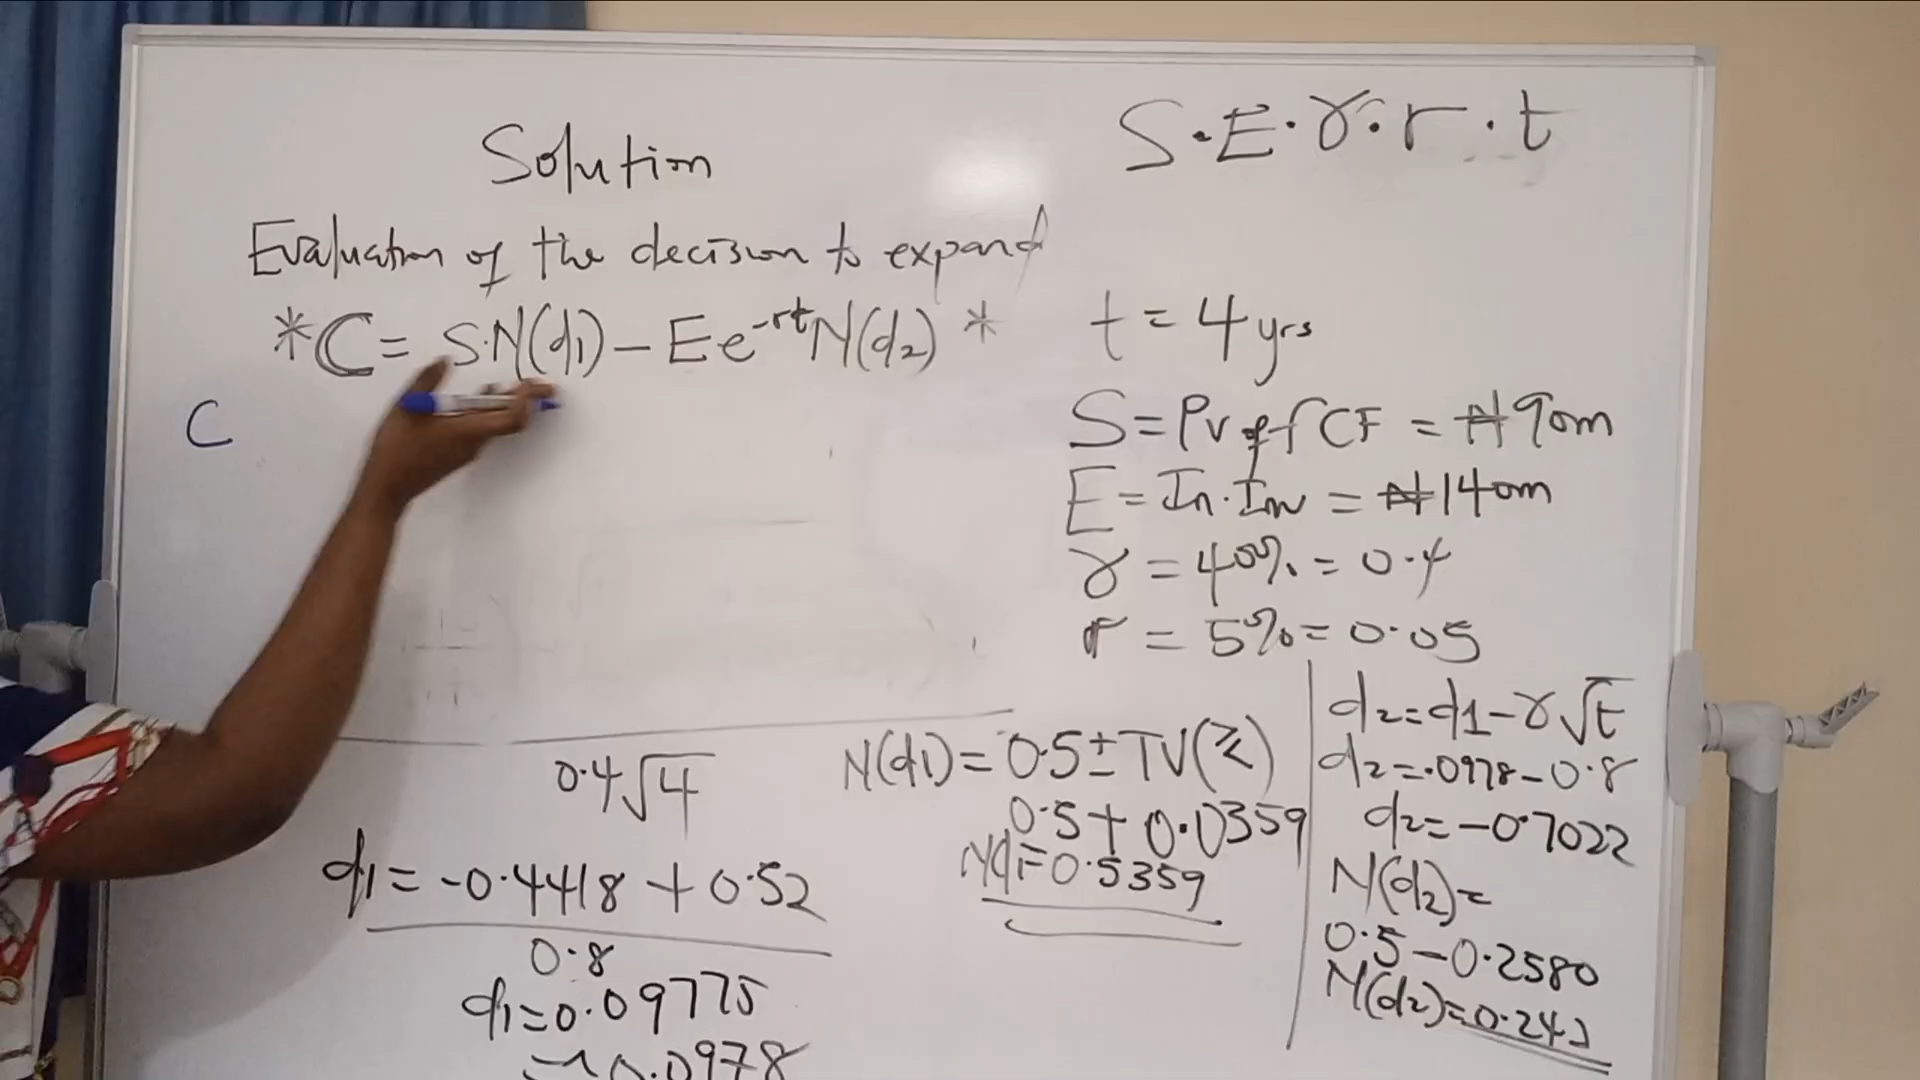 Solution
S.E.γ.r.t
Evaluation of the decision to expand
*C = S.N(d1) – Ee^-rt N(d2) *
C
t = 4yrs
S = PV of f CF = ₦90m
E = In.Inv = ₦140m
γ = 40% = 0.4
r = 5% = 0.05
0.4√4
d1 = -0.4418 + 0.52
0.8
d1=0.09775
0.0978
N(d1) = 0.5 ± TV(Z)
0.5 + 0.0359
Nd1=0.5359
d2=d1-γ√t
d2=.0978-0.8
d2=-0.7022
N(d2)=
0.5-0.2580
N(d2)=0.242